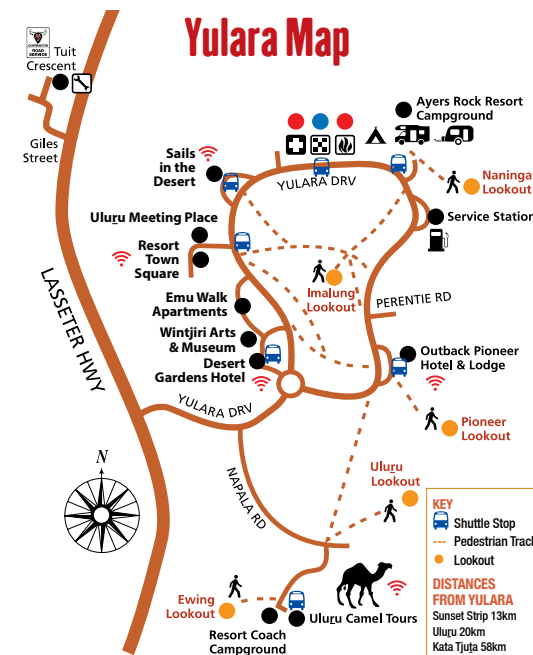 Yulara Map
CONTRACTOR
ROAD
SERVICE
Tuit
Crescent
Giles
Street
Ayers Rock Resort
Campground
Sails
in the
Desert
YULARA DRV
Naninga
Lookout
Service Station
Uluru Meeting Place
Resort
Town
Square
Imalung
Lookout
PERENTIE RD
LASSETER HWY
Emu Walk
Apartments
Wintjiri Arts
& Museum
Desert
Gardens Hotel
Outback Pioneer
Hotel & Lodge
YULARA DRV
Pioneer
Lookout
N
NAPALA RD
Uluṟu
Lookout
KEY
Shuttle Stop
Pedestrian Track
Lookout
DISTANCES
FROM YULARA
Sunset Strip 13km
Uluṟu 20km
Kata Tjuṯa 58km
Ewing
Lookout
Uluṟu Camel Tours
Resort Coach
Campground